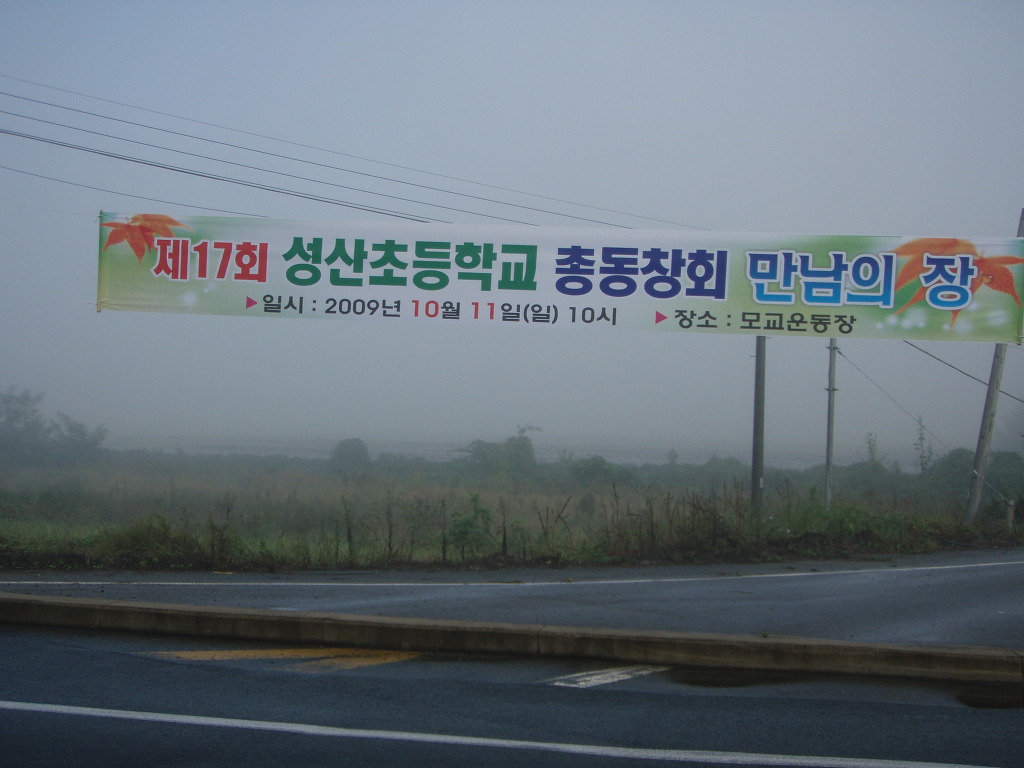 제17회 성산초등학교 총동창회 만남의 장
▶일시 : 2009년 10월 11일(일) 10시 ▶장소 : 모교운동장